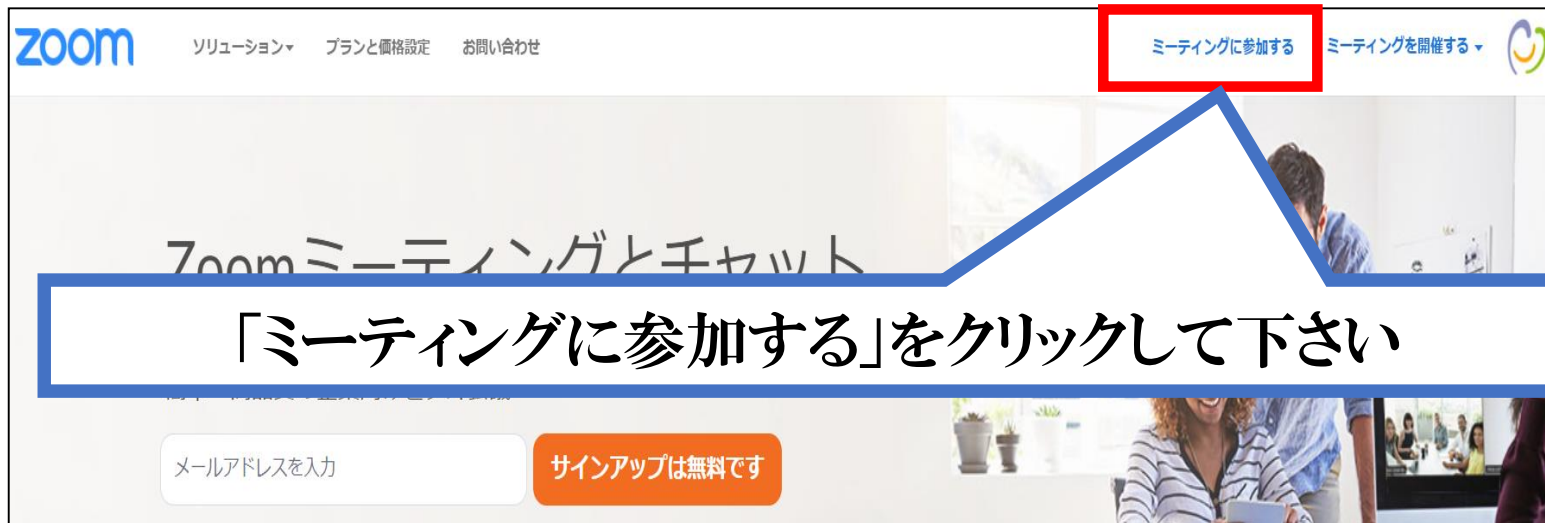 zoom
ソリューション▾ プランと価格設定 お問い合わせ ミーティングに参加する ミーティングを開催する ▾
Zoomミーティングとチャット
「ミーティングに参加する」をクリックして下さい
メールアドレスを入力 サインアップは無料です